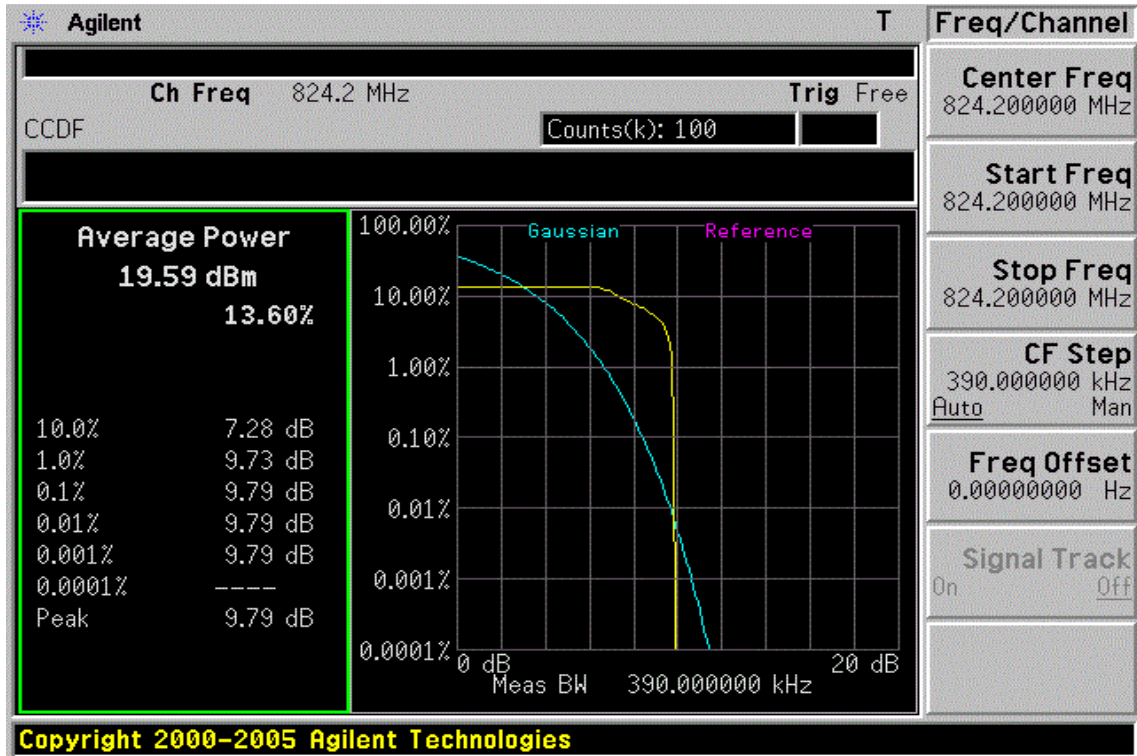 Agilent T
Ch Freq 824.2 MHz Trig Free
CCDF Counts(k): 100
Average Power
19.59 dBm
13.60%
10.0% 7.28 dB
1.0% 9.73 dB
0.1% 9.79 dB
0.01% 9.79 dB
0.001% 9.79 dB
0.0001% ----
Peak 9.79 dB
Gaussian Reference
100.00%
10.00%
1.00%
0.10%
0.01%
0.001%
0.0001%
0 dB 20 dB
Meas BW 390.000000 kHz
Freq/Channel
Center Freq
824.200000 MHz
Start Freq
824.200000 MHz
Stop Freq
824.200000 MHz
CF Step
390.000000 kHz
Auto Man
Freq Offset
0.00000000 Hz
Signal Track
On Off
Copyright 2000-2005 Agilent Technologies